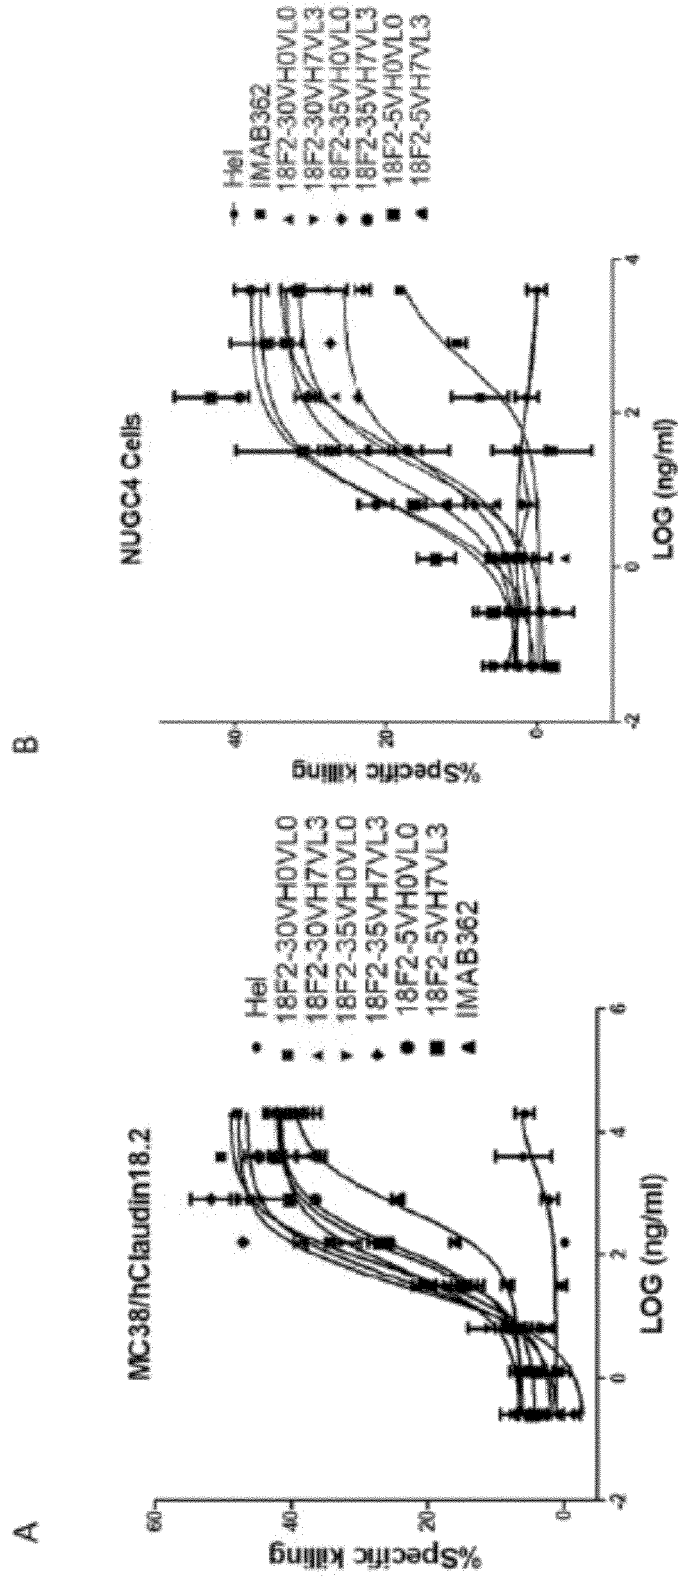 A
MC38/hClaudin18.2
%Specific killing
60
40
20
0
-2
0
2
4
6
LOG (ng/ml)
Hel
18F2-30VH0VL0
18F2-30VH7VL3
18F2-35VH0VL0
18F2-35VH7VL3
18F2-5VH0VL0
18F2-5VH7VL3
IMAB362
B
NUGC4 Cells
%Specific killing
40
20
0
-2
0
2
4
LOG (ng/ml)
Hel
IMAB362
18F2-30VH0VL0
18F2-30VH7VL3
18F2-35VH0VL0
18F2-35VH7VL3
18F2-5VH0VL0
18F2-5VH7VL3